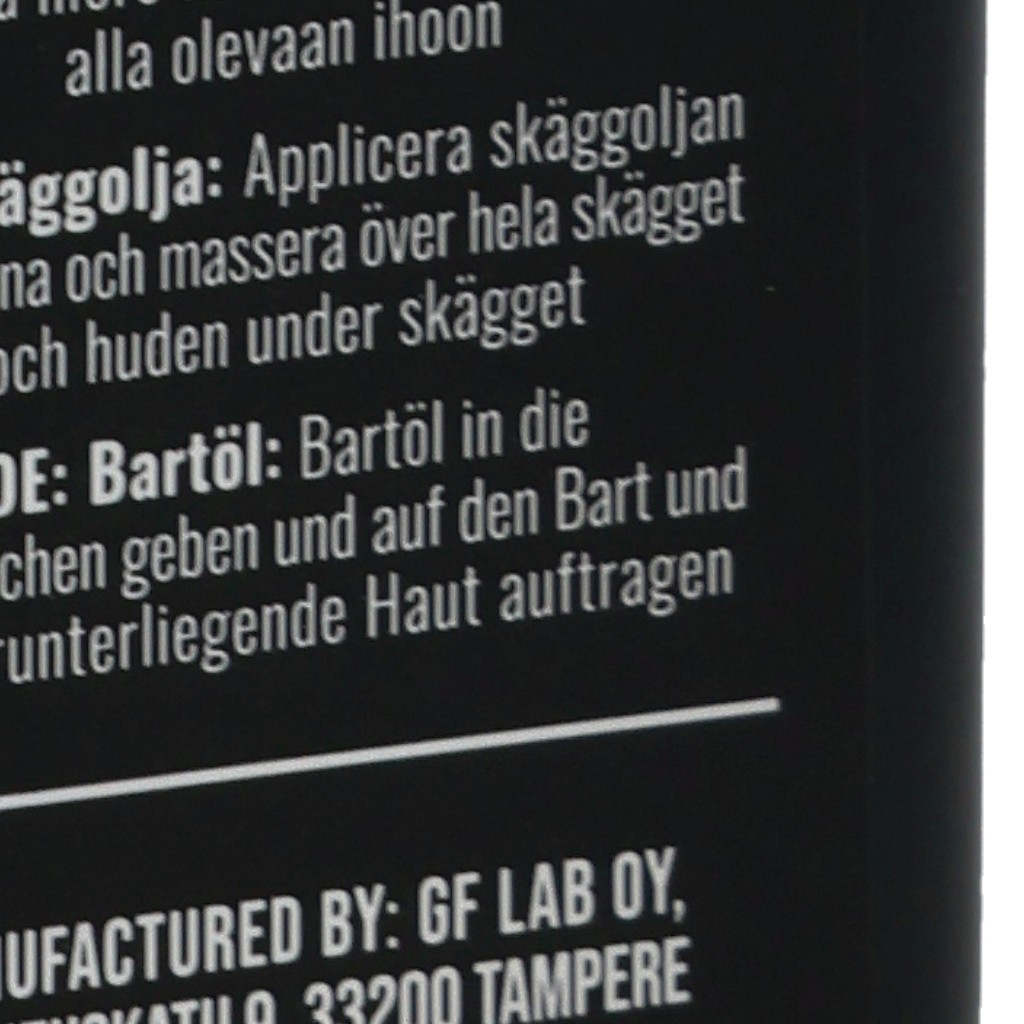 alla olevaan ihoon
äggolja: Applicera skäggoljan
na och massera över hela skägget
och huden under skägget
DE: Bartöl: Bartöl in die
chen geben und auf den Bart und
runterliegende Haut auftragen
NUFACTURED BY: GF LAB OY,
33200 TAMPERE